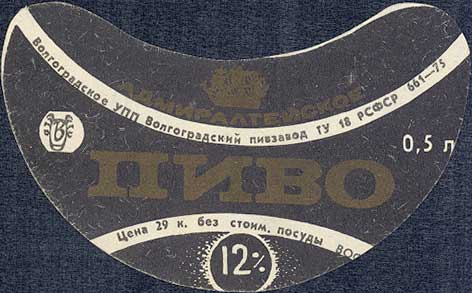 АДМИРАЛТЕЙСКОЕ
Волгоградское УПП Волгоградский пивзавод ТУ 18 РСФСР 661—75
0,5 л
ПИВО
Цена 29 к. без стоим. посуды
12%